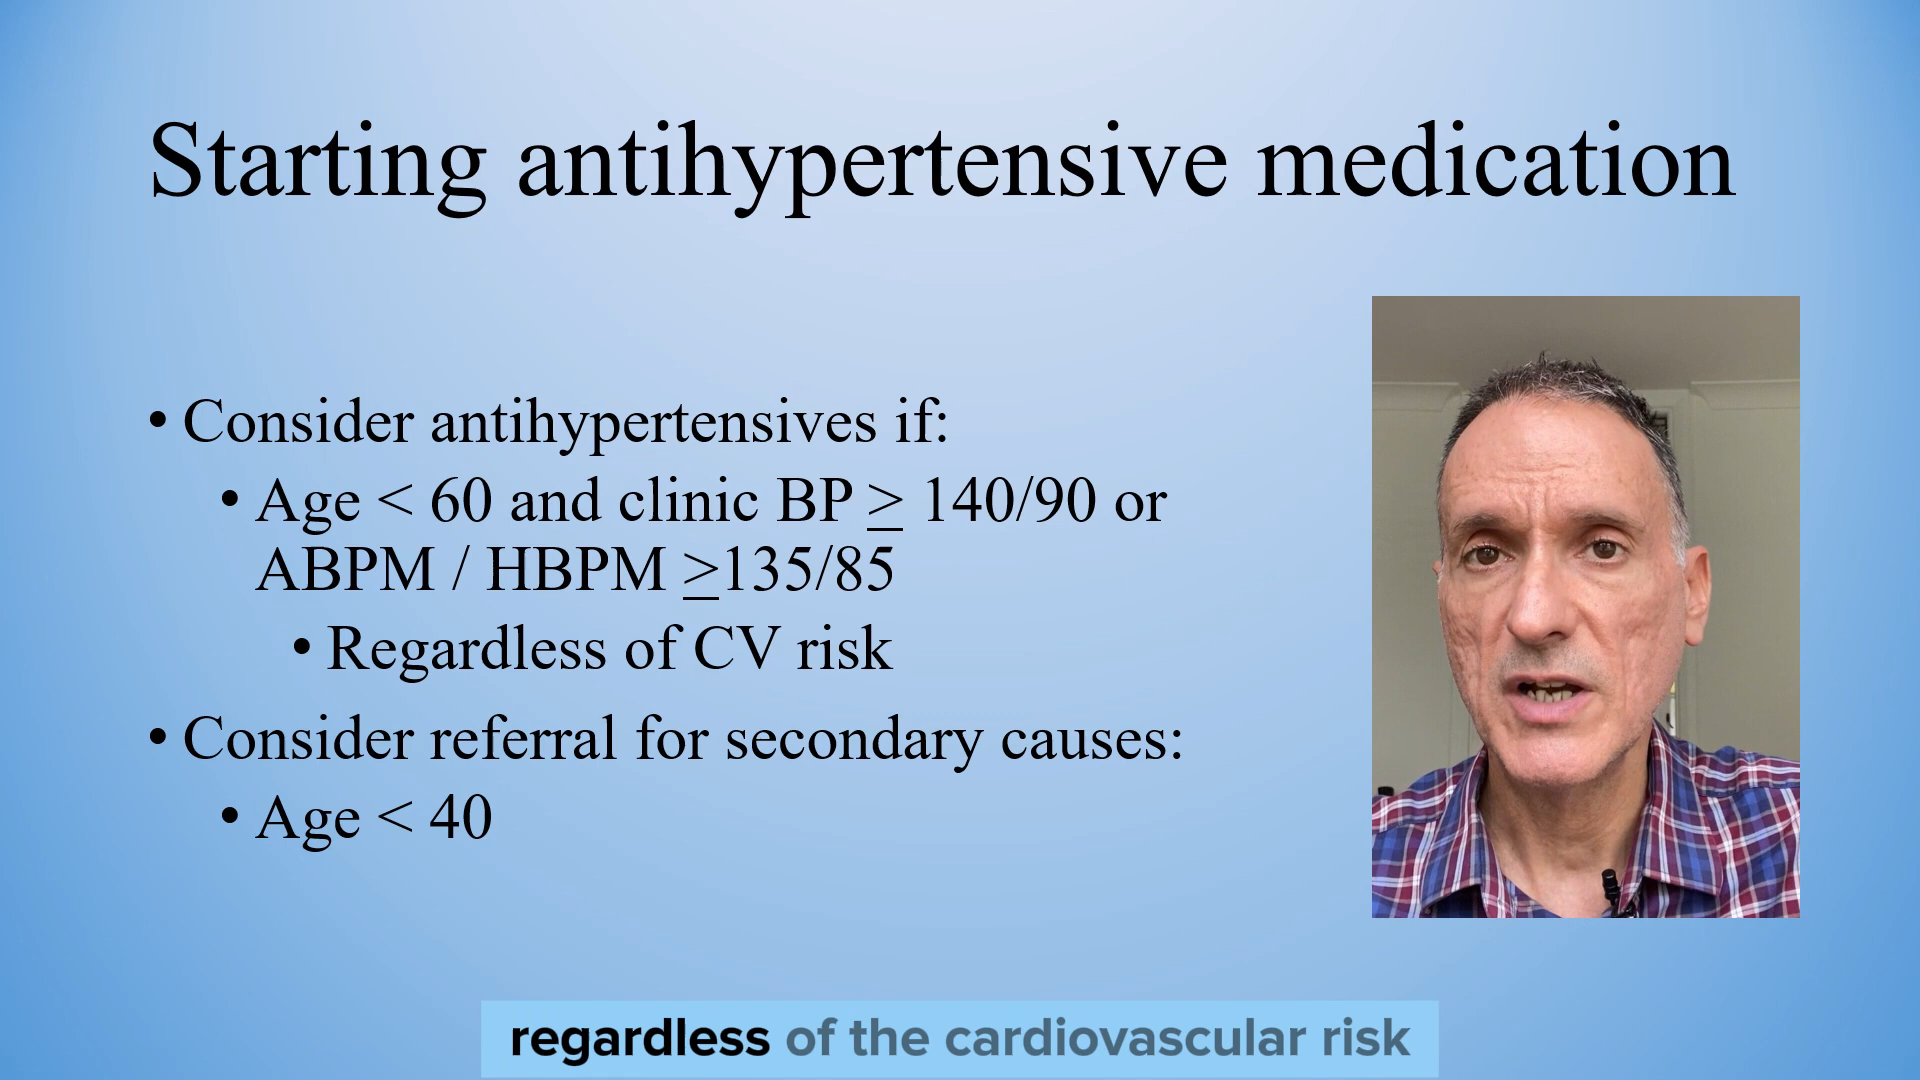 Starting antihypertensive medication
• Consider antihypertensives if:
• Age < 60 and clinic BP ≥ 140/90 or
ABPM / HBPM ≥135/85
• Regardless of CV risk
• Consider referral for secondary causes:
• Age < 40
regardless of the cardiovascular risk